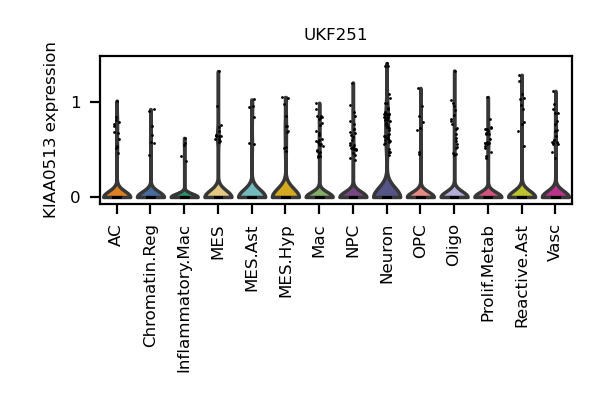 UKF251
KIAA0513 expression
1
0
AC
Chromatin.Reg
Inflammatory.Mac
MES
MES.Ast
MES.Hyp
Mac
NPC
Neuron
OPC
Oligo
Prolif.Metab
Reactive.Ast
Vasc